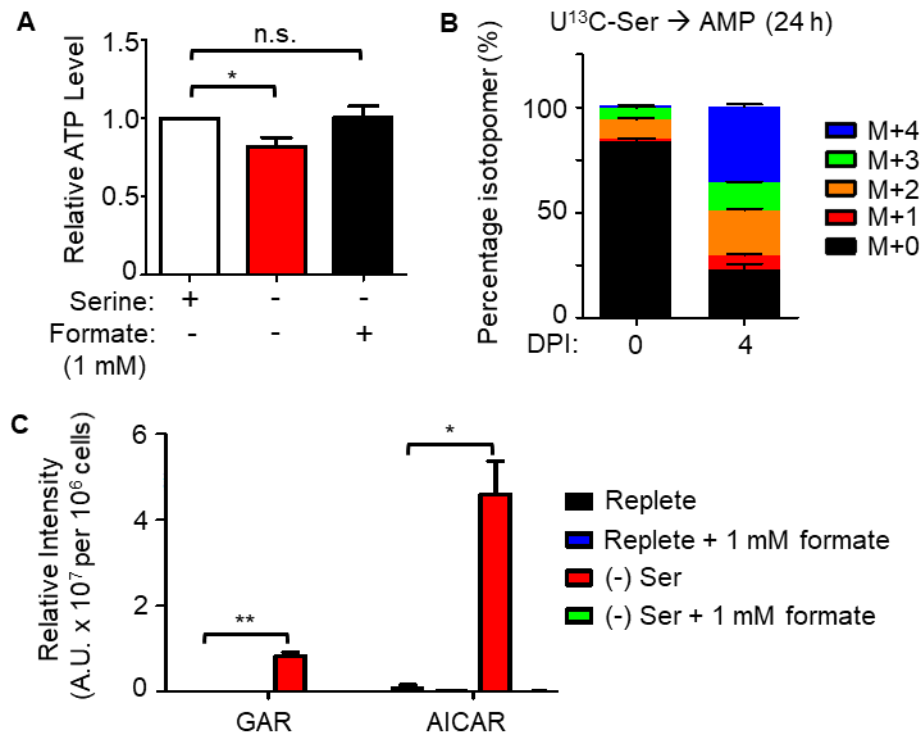 A
Relative ATP Level
1.5
1.0
0.5
0
n.s.
*
Serine: + - -
Formate: - - +
(1 mM)
B
U¹³C-Ser → AMP (24 h)
Percentage isotopomer (%)
100
50
0
DPI: 0 4
M+4
M+3
M+2
M+1
M+0
C
Relative Intensity
(A.U. x 10⁷ per 10⁶ cells)
6
4
2
0
**
*
GAR AICAR
Replete
Replete + 1 mM formate
(-) Ser
(-) Ser + 1 mM formate